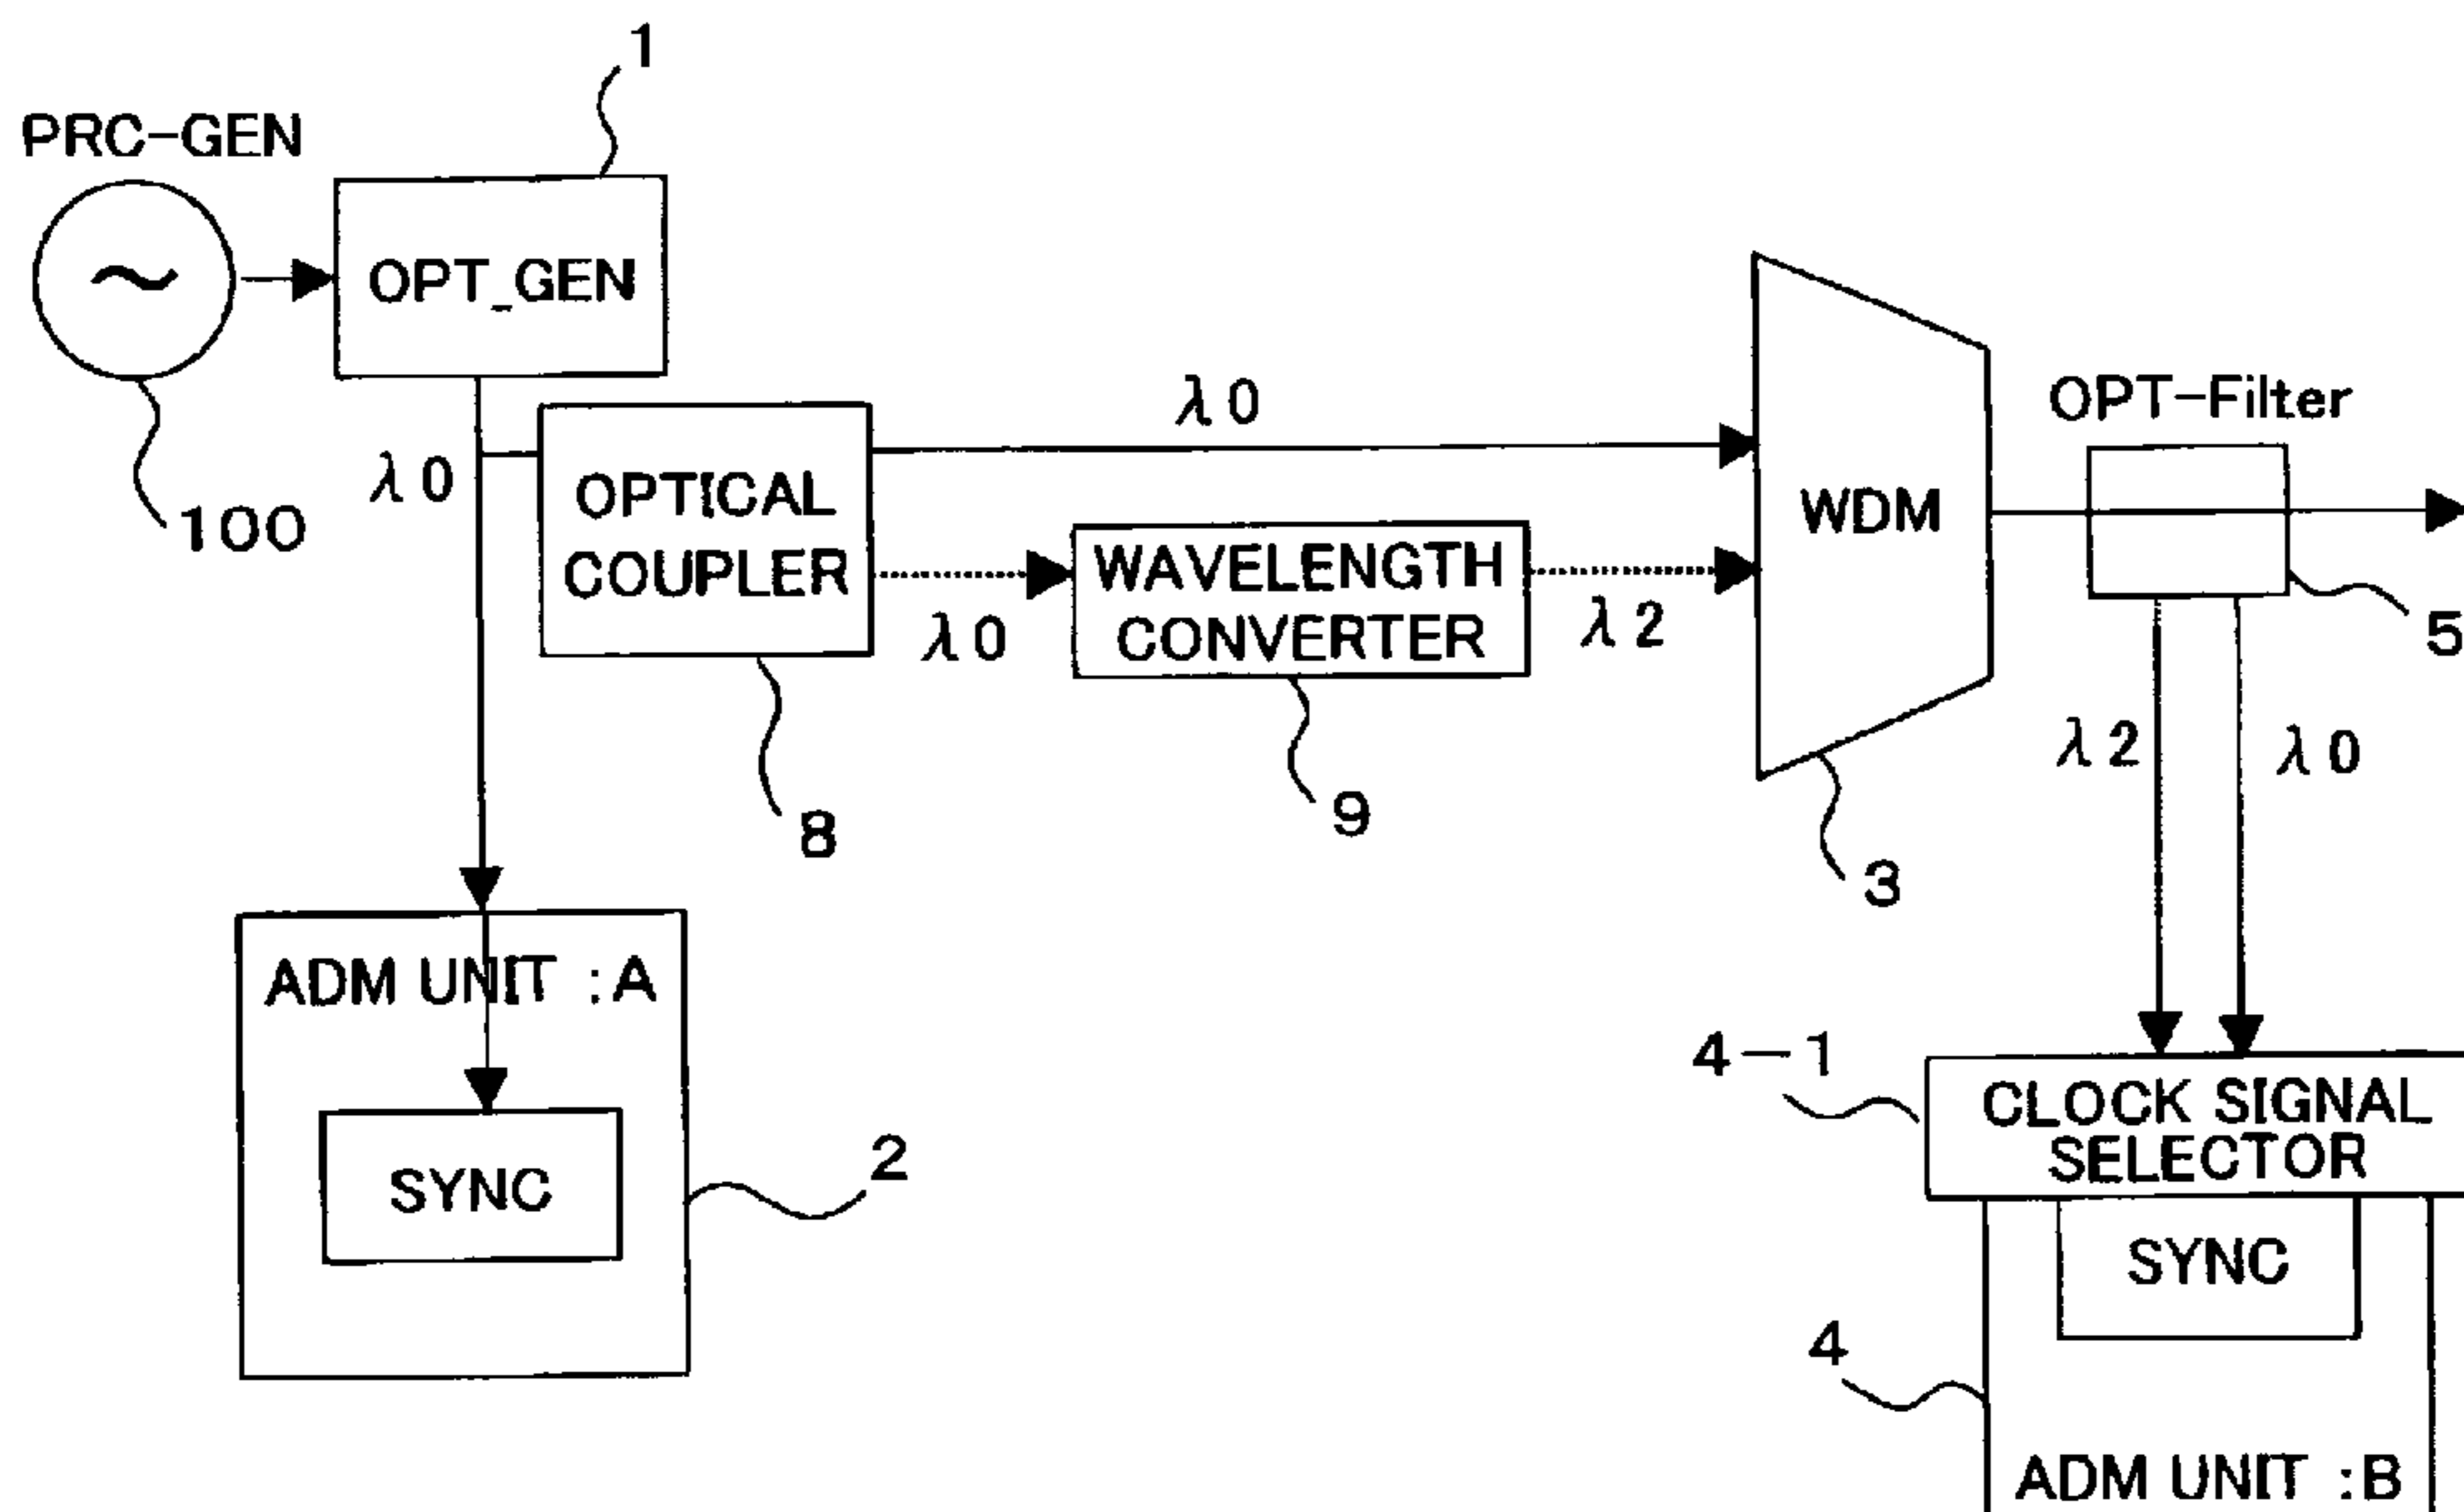 1
PRC-GEN
~
OPT_GEN
100
λ0
OPTICAL
COUPLER
8
λ0
λ0
WAVELENGTH
CONVERTER
9
λ2
WDM
3
OPT-Filter
5
λ2
λ0
ADM UNIT :A
SYNC
2
4-1
CLOCK SIGNAL
SELECTOR
SYNC
4
ADM UNIT :B